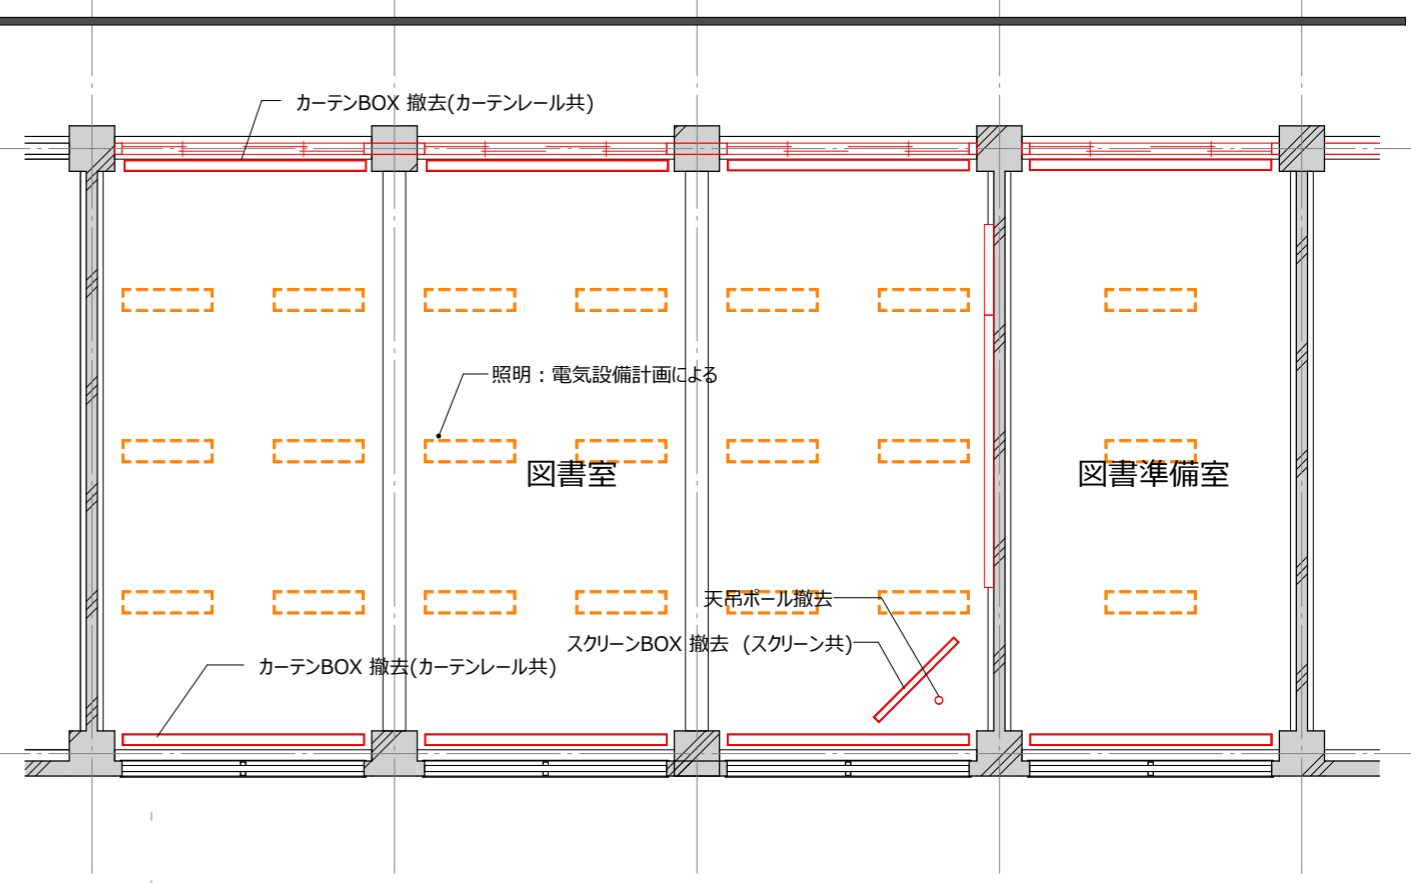 カーテンBOX 撤去(カーテンレール共)
照明：電気設備計画による
図書室
図書準備室
天吊ポール撤去
スクリーンBOX 撤去 (スクリーン共)
カーテンBOX 撤去(カーテンレール共)